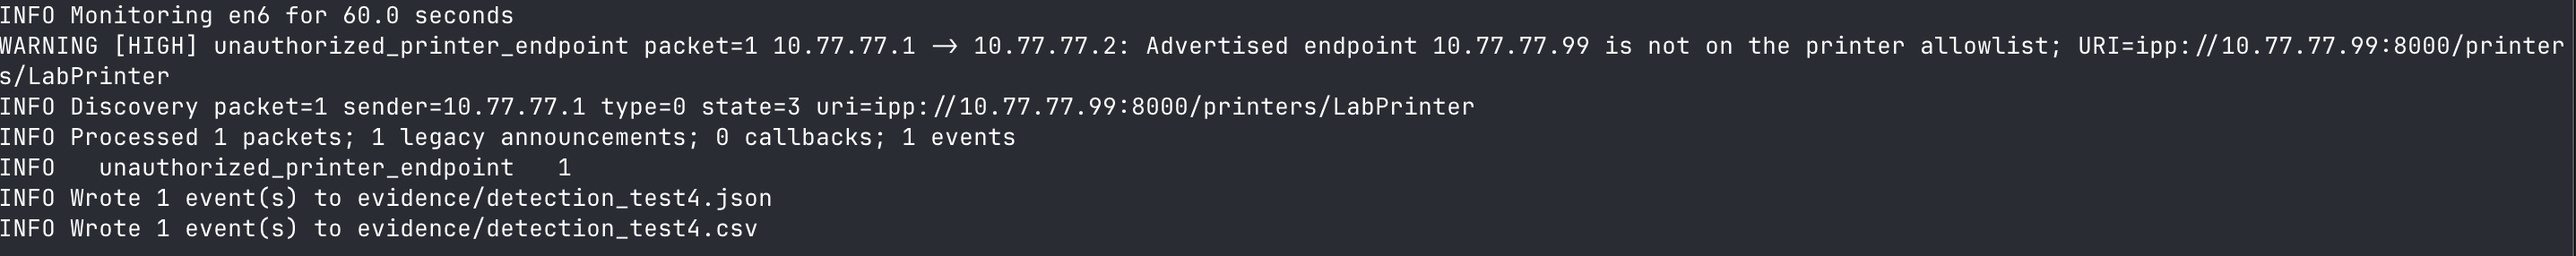 INFO Monitoring en6 for 60.0 seconds
WARNING [HIGH] unauthorized_printer_endpoint packet=1 10.77.77.1 -> 10.77.77.2: Advertised endpoint 10.77.77.99 is not on the printer allowlist; URI=ipp://10.77.77.99:8000/printer
s/LabPrinter
INFO Discovery packet=1 sender=10.77.77.1 type=0 state=3 uri=ipp://10.77.77.99:8000/printers/LabPrinter
INFO Processed 1 packets; 1 legacy announcements; 0 callbacks; 1 events
INFO   unauthorized_printer_endpoint   1
INFO Wrote 1 event(s) to evidence/detection_test4.json
INFO Wrote 1 event(s) to evidence/detection_test4.csv